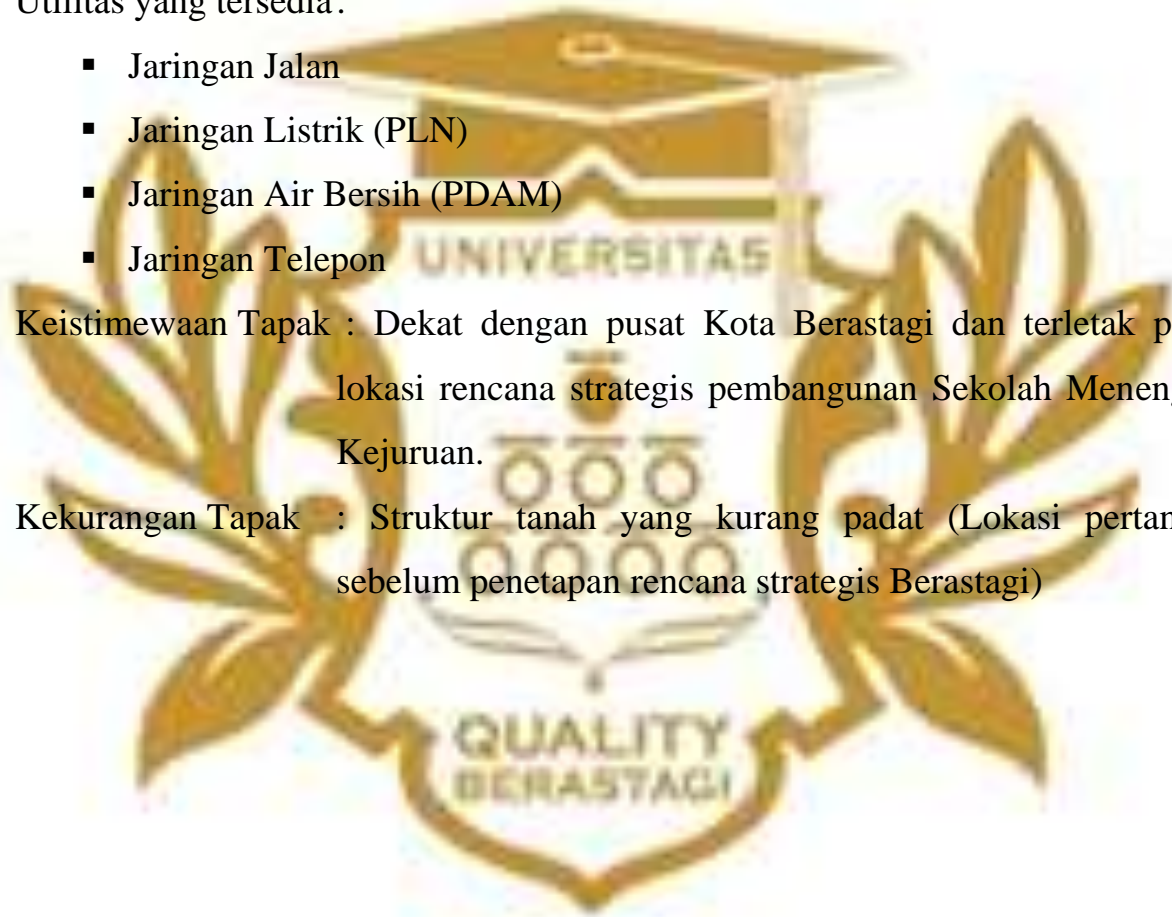 Utilitas yang tersedia:
▪ Jaringan Jalan
▪ Jaringan Listrik (PLN)
▪ Jaringan Air Bersih (PDAM)
▪ Jaringan Telepon
UNIVERSITAS
Keistimewaan Tapak : Dekat dengan pusat Kota Berastagi dan terletak p
lokasi rencana strategis pembangunan Sekolah Meneng
Kejuruan.
Kekurangan Tapak : Struktur tanah yang kurang padat (Lokasi pertan
sebelum penetapan rencana strategis Berastagi)
QUALITY
BERASTAGI